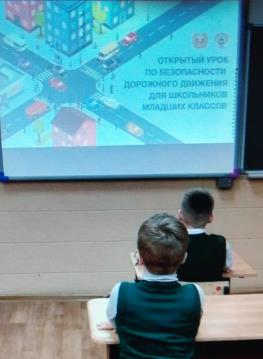 ОТКРЫТЫЙ УРОК
ПО БЕЗОПАСНОСТИ
ДОРОЖНОГО ДВИЖЕНИЯ
ДЛЯ ШКОЛЬНИКОВ
МЛАДШИХ КЛАССОВ